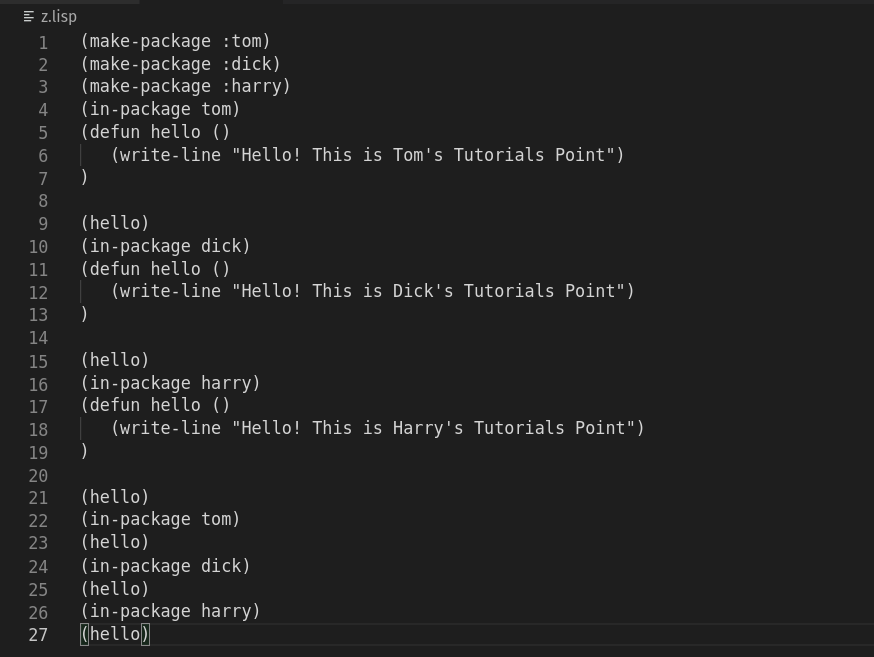 z.lisp
1 (make-package :tom)
2 (make-package :dick)
3 (make-package :harry)
4 (in-package tom)
5 (defun hello ()
6    (write-line "Hello! This is Tom's Tutorials Point")
7 )
8
9 (hello)
10 (in-package dick)
11 (defun hello ()
12    (write-line "Hello! This is Dick's Tutorials Point")
13 )
14
15 (hello)
16 (in-package harry)
17 (defun hello ()
18    (write-line "Hello! This is Harry's Tutorials Point")
19 )
20
21 (hello)
22 (in-package tom)
23 (hello)
24 (in-package dick)
25 (hello)
26 (in-package harry)
27 (hello)